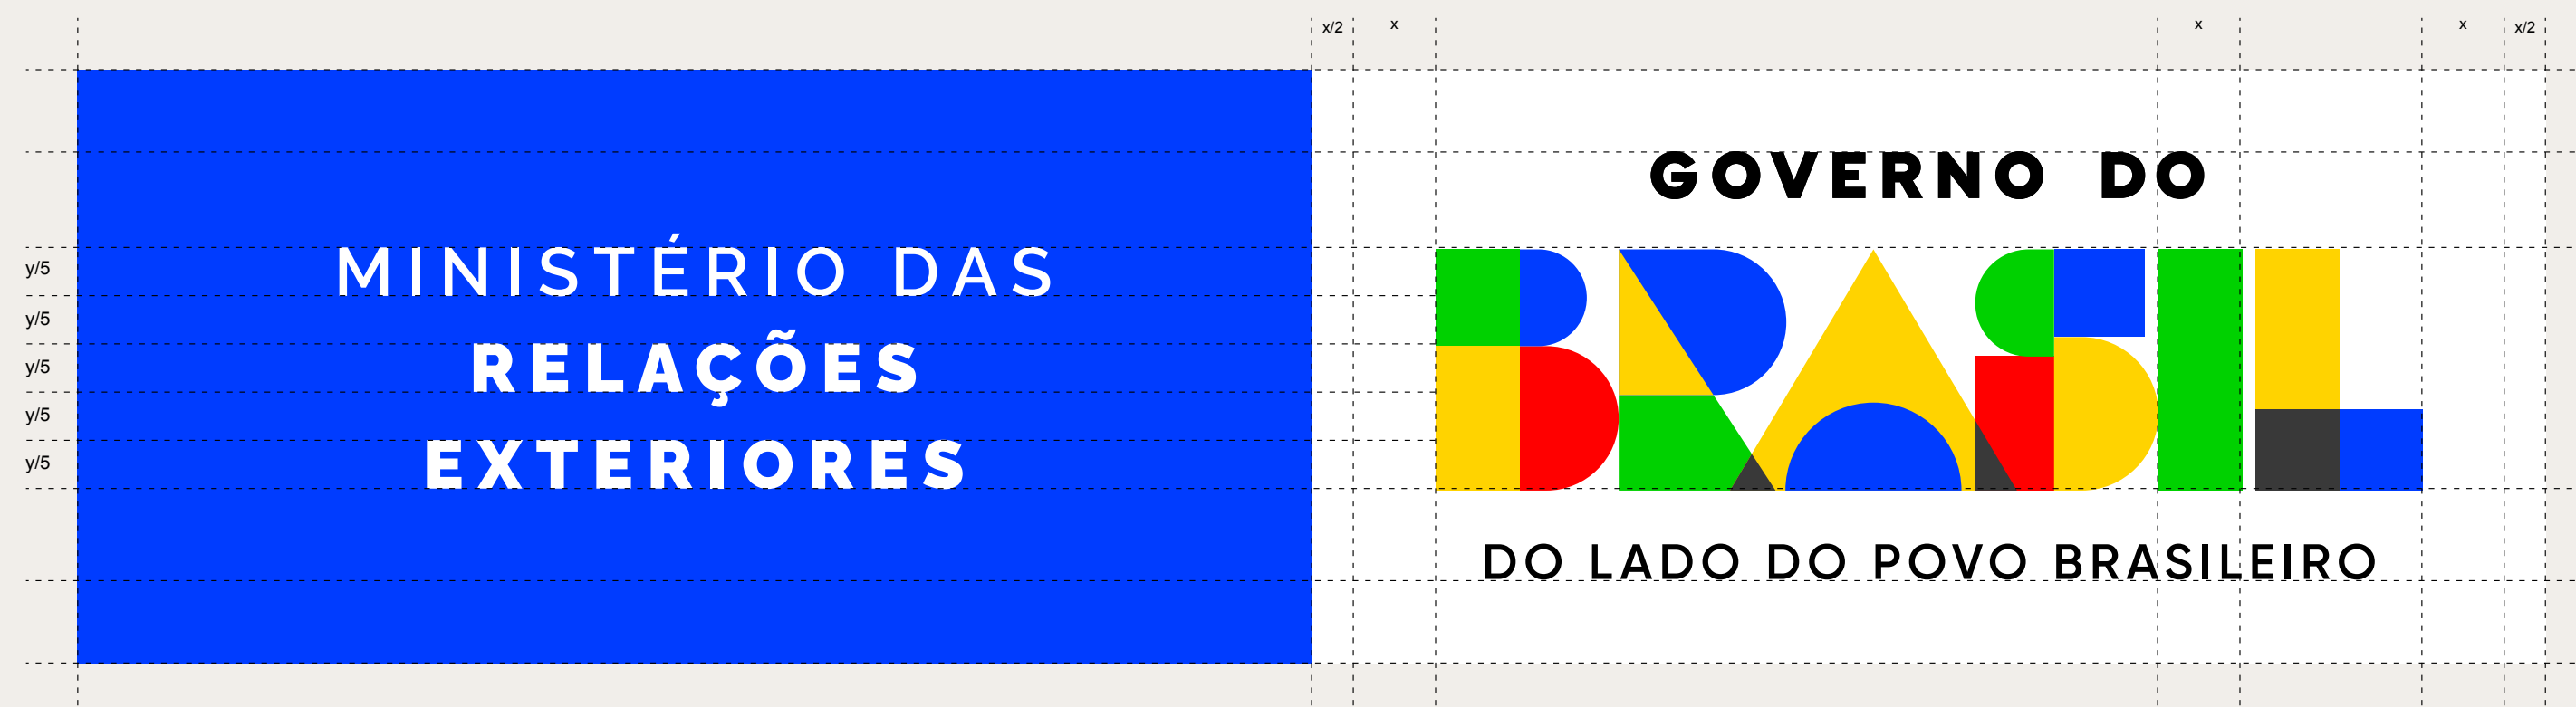 x/2
x
x
x
x/2
y/5
y/5
y/5
y/5
y/5
MINISTÉRIO DAS
RELAÇÕES
EXTERIORES
GOVERNO DO
BRASIL
DO LADO DO POVO BRASILEIRO